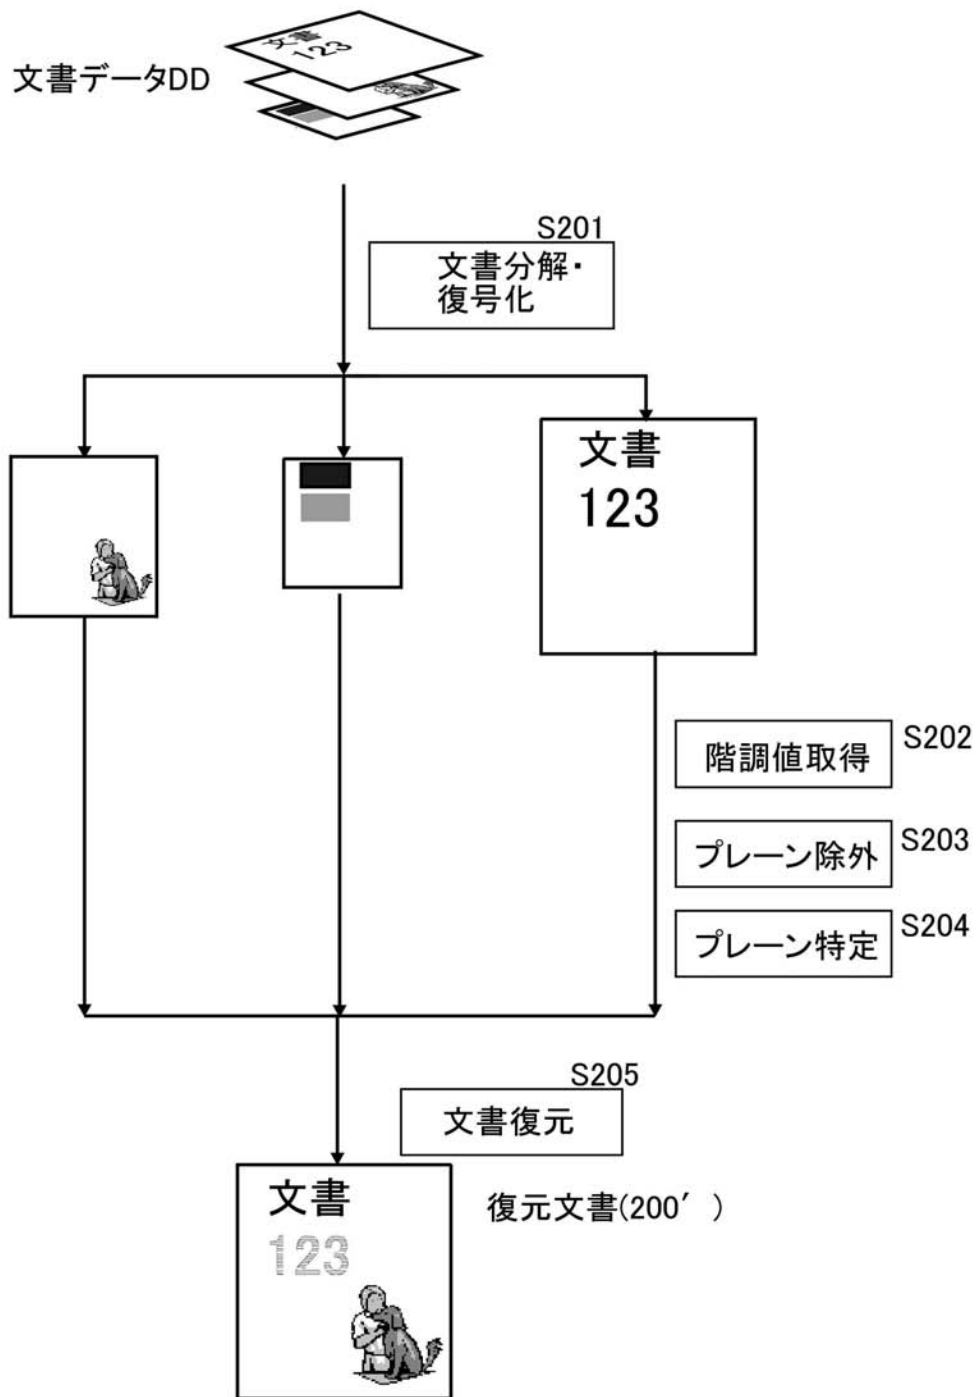 文書
123
文書データDD
S201
文書分解・
復号化
文書
123
階調値取得
S202
プレーン除外
S203
プレーン特定
S204
S205
文書復元
文書
123
復元文書(200′)